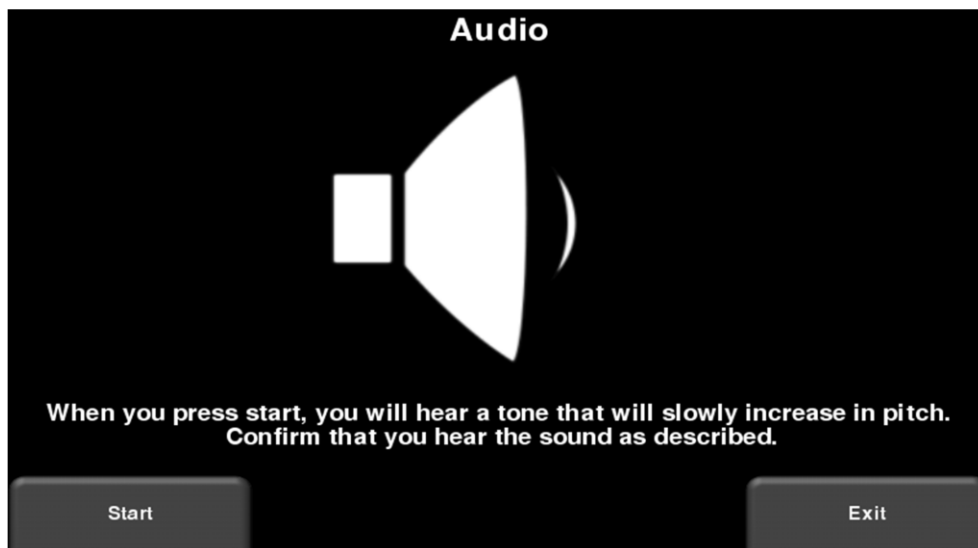 Audio
When you press start, you will hear a tone that will slowly increase in pitch.
Confirm that you hear the sound as described.
Start
Exit